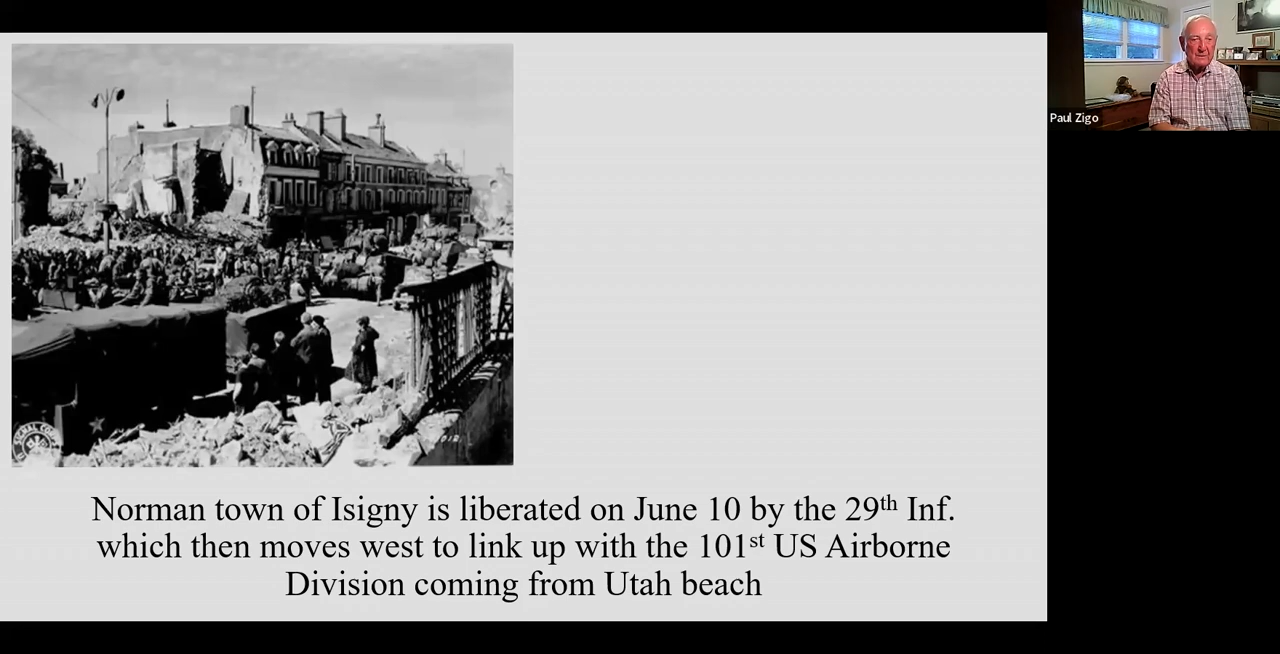 Paul Zigo
Norman town of Isigny is liberated on June 10 by the 29th Inf.
which then moves west to link up with the 101st US Airborne
Division coming from Utah beach